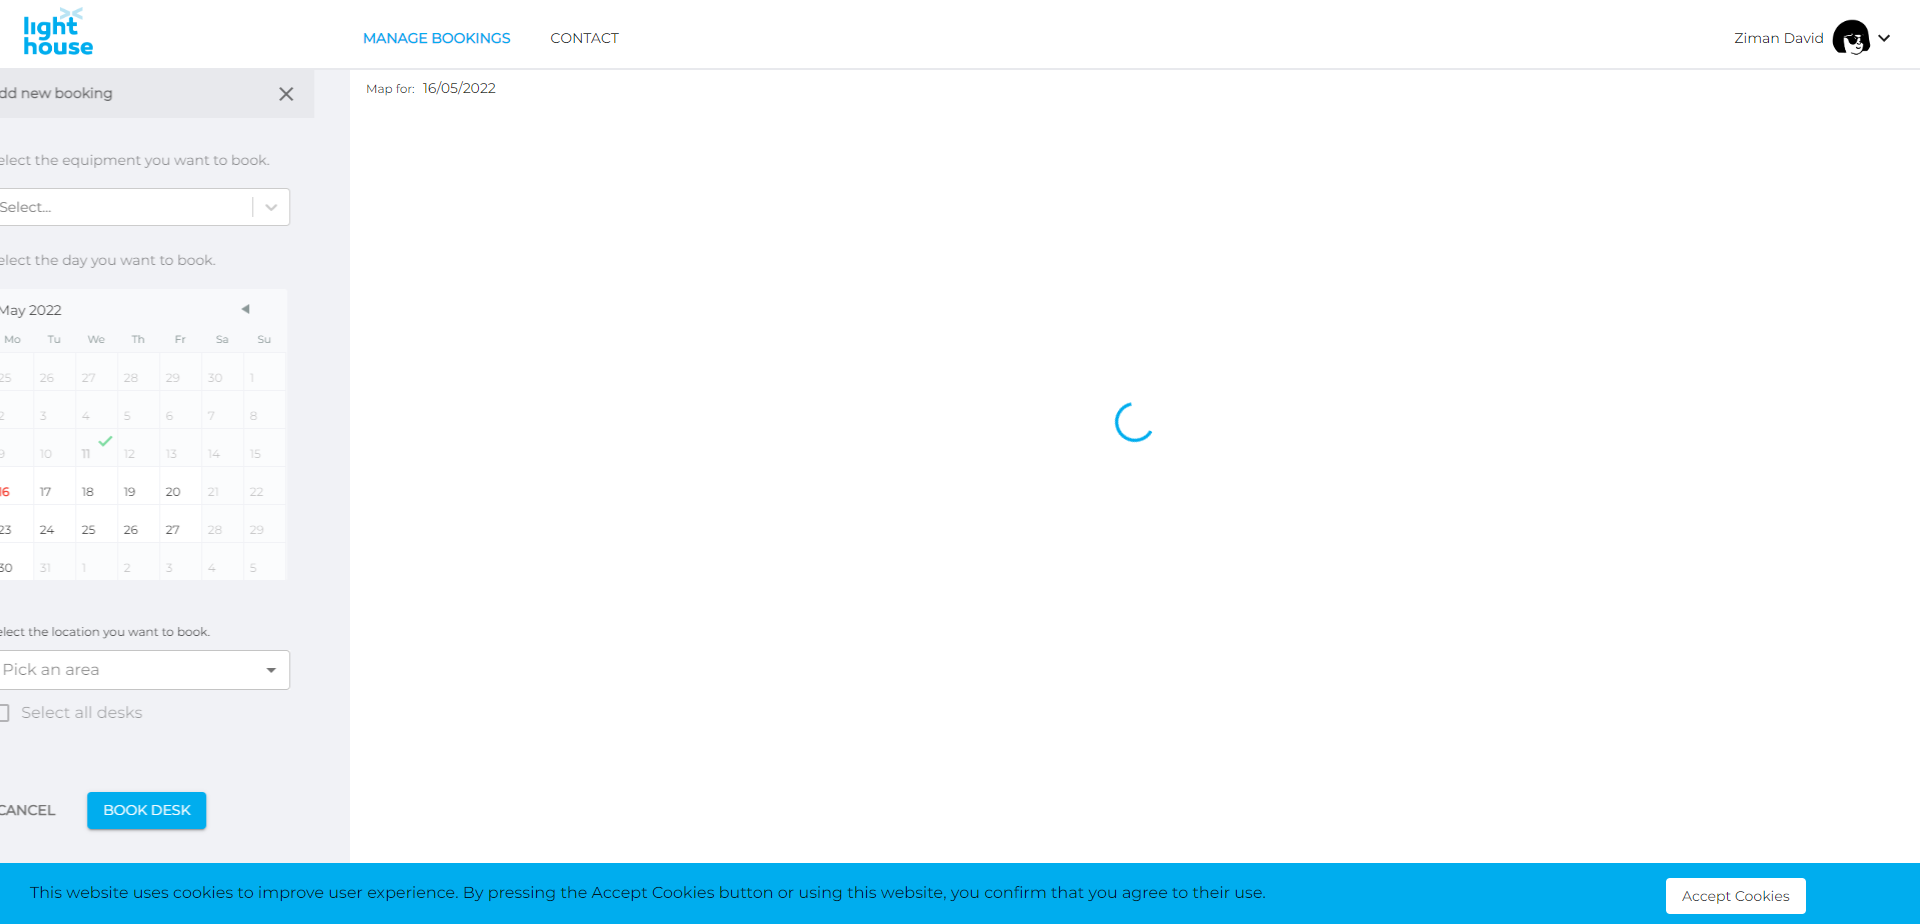 light
house
MANAGE BOOKINGS
CONTACT
Ziman David
dd new booking
Map for: 16/05/2022
elect the equipment you want to book.
Select...
elect the day you want to book.
May 2022
Mo Tu We Th Fr Sa Su
25 26 27 28 29 30 1
2 3 4 5 6 7 8
9 10 11 12 13 14 15
16 17 18 19 20 21 22
23 24 25 26 27 28 29
30 31 1 2 3 4 5
elect the location you want to book.
Pick an area
Select all desks
CANCEL
BOOK DESK
This website uses cookies to improve user experience. By pressing the Accept Cookies button or using this website, you confirm that you agree to their use.
Accept Cookies